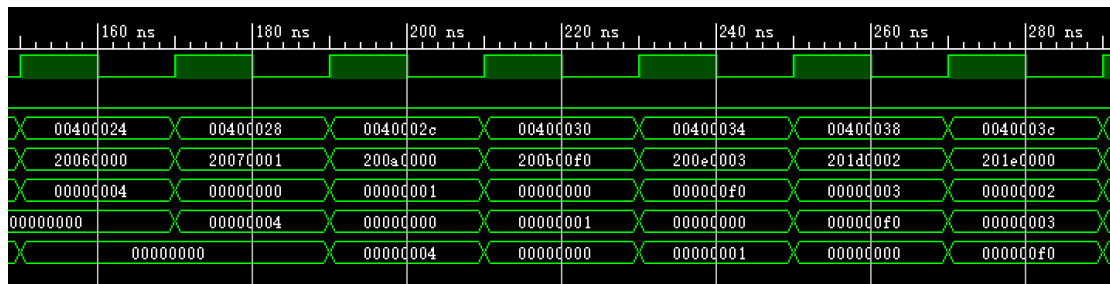 160 ns 180 ns 200 ns 220 ns 240 ns 260 ns 280 ns
00400024 00400028 0040002c 00400030 00400034 00400038 0040003c
20060000 20070001 200a0000 200b00f0 200e0003 201d0002 201e0000
00000004 00000000 00000001 00000000 000000f0 00000003 00000002
00000000 00000004 00000000 00000001 00000000 000000f0 00000003
00000000 00000004 00000000 00000001 00000000 000000f0